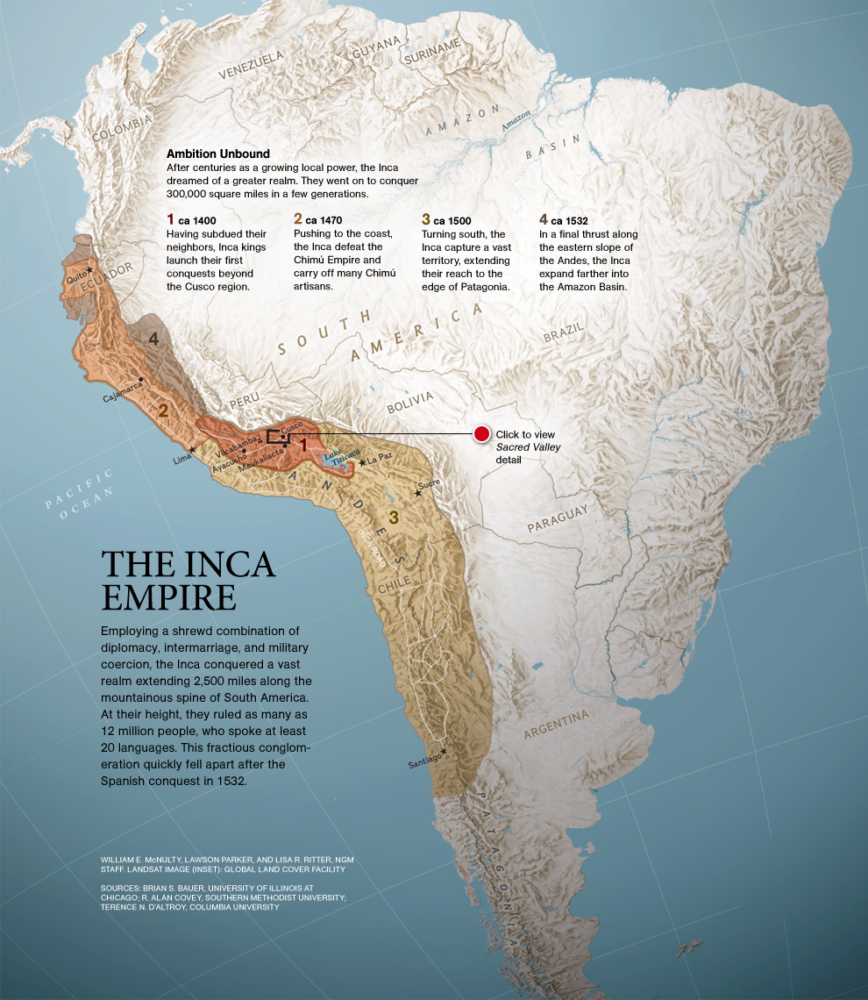 VENEZUELA
GUYANA
SURINAME
COLOMBIA
AMAZON
Amazon
BASIN
Ambition Unbound
After centuries as a growing local power, the Inca
dreamed of a greater realm. They went on to conquer
300,000 square miles in a few generations.
1 ca 1400
Having subdued their
neighbors, Inca kings
launch their first
conquests beyond
the Cusco region.
2 ca 1470
Pushing to the coast,
the Inca defeat the
Chimú Empire and
carry off many Chimú
artisans.
3 ca 1500
Turning south, the
Inca capture a vast
territory, extending
their reach to the
edge of Patagonia.
4 ca 1532
In a final thrust along
the eastern slope of
the Andes, the Inca
expand farther into
the Amazon Basin.
Quito
ECUADOR
SOUTH
AMERICA
BRAZIL
4
Cajamarca
2
PERU
BOLIVIA
Cusco
Vilcabamba
1
Lima
Ayacucho
Maukallacta
Lake
Titicaca
La Paz
Click to view
Sacred Valley
detail
PACIFIC
OCEAN
ANDES
Sucre
3
PARAGUAY
INCA ROAD
CHILE
THE INCA
EMPIRE
Employing a shrewd combination of
diplomacy, intermarriage, and military
coercion, the Inca conquered a vast
realm extending 2,500 miles along the
mountainous spine of South America.
At their height, they ruled as many as
12 million people, who spoke at least
20 languages. This fractious conglom-
eration quickly fell apart after the
Spanish conquest in 1532.
ARGENTINA
Santiago
PATAGONIA
WILLIAM E. McNULTY, LAWSON PARKER, AND LISA R. RITTER, NGM
STAFF. LANDSAT IMAGE (INSET): GLOBAL LAND COVER FACILITY
SOURCES: BRIAN S. BAUER, UNIVERSITY OF ILLINOIS AT
CHICAGO; R. ALAN COVEY, SOUTHERN METHODIST UNIVERSITY;
TERENCE N. D'ALTROY, COLUMBIA UNIVERSITY